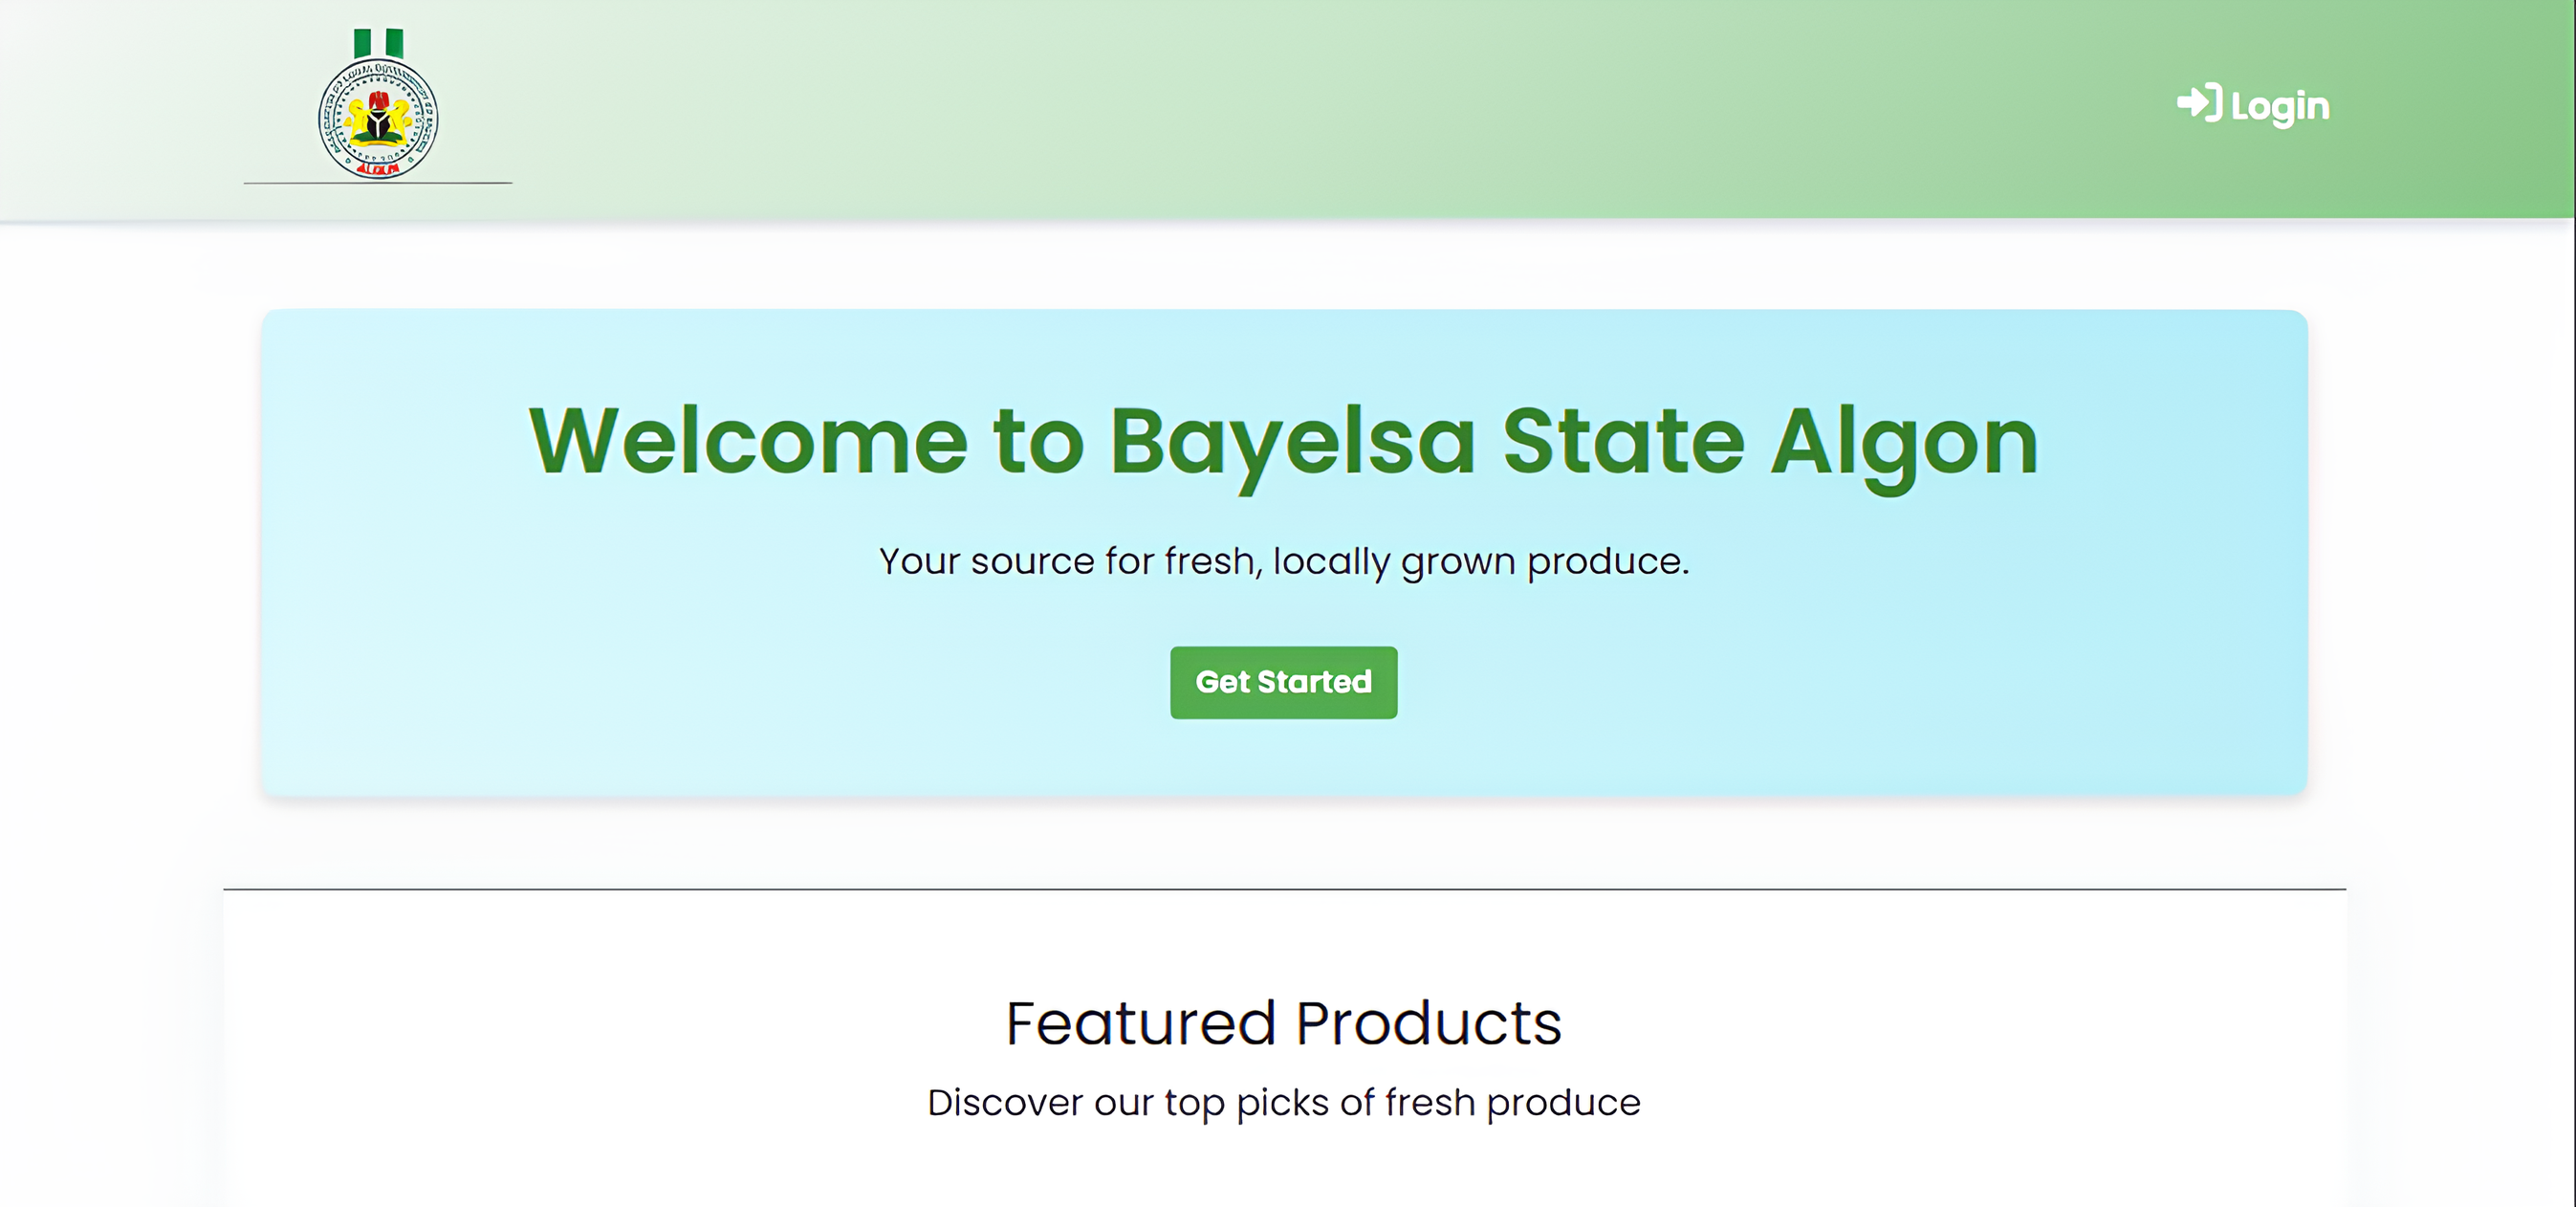 Login
Welcome to Bayelsa State Algon
Your source for fresh, locally grown produce.
Get Started
Featured Products
Discover our top picks of fresh produce